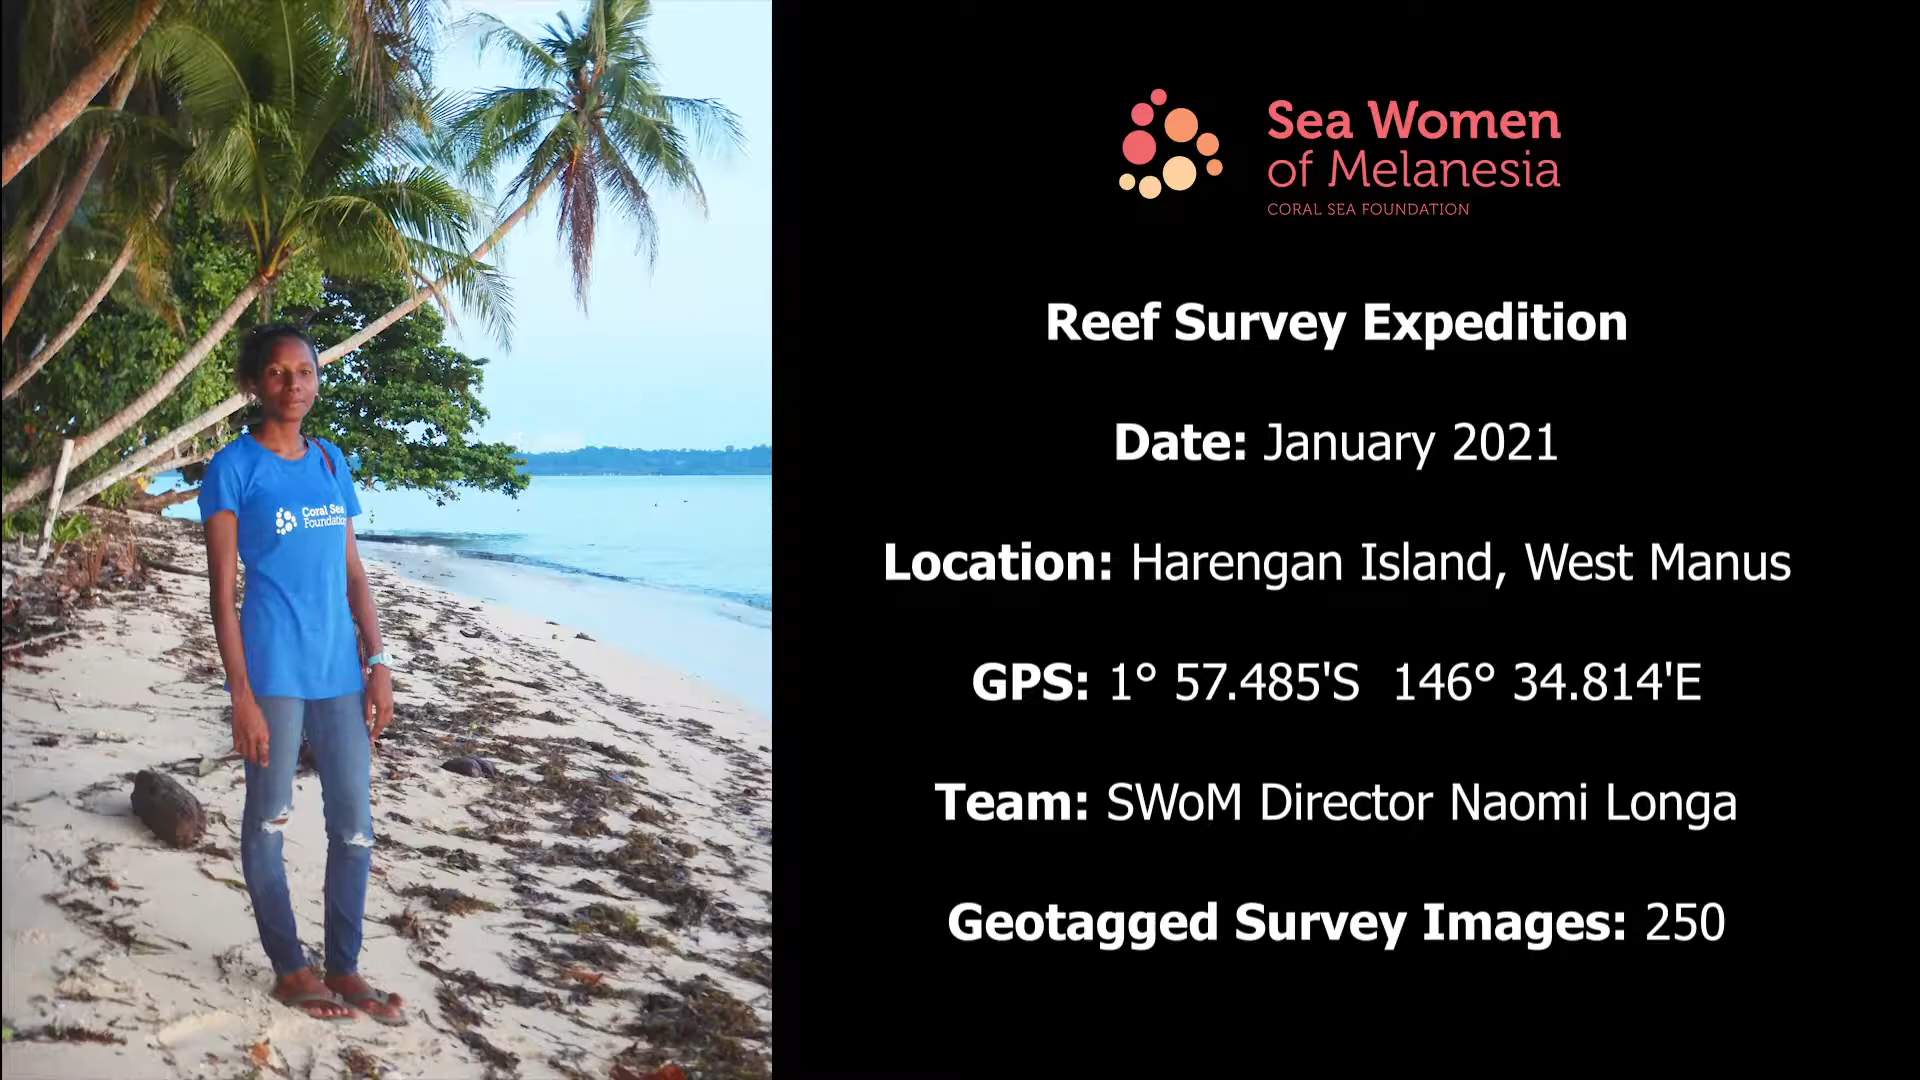 Coral Sea
Foundation
Sea Women
of Melanesia
CORAL SEA FOUNDATION
Reef Survey Expedition
Date: January 2021
Location: Harengan Island, West Manus
GPS: 1° 57.485'S 146° 34.814'E
Team: SWoM Director Naomi Longa
Geotagged Survey Images: 250